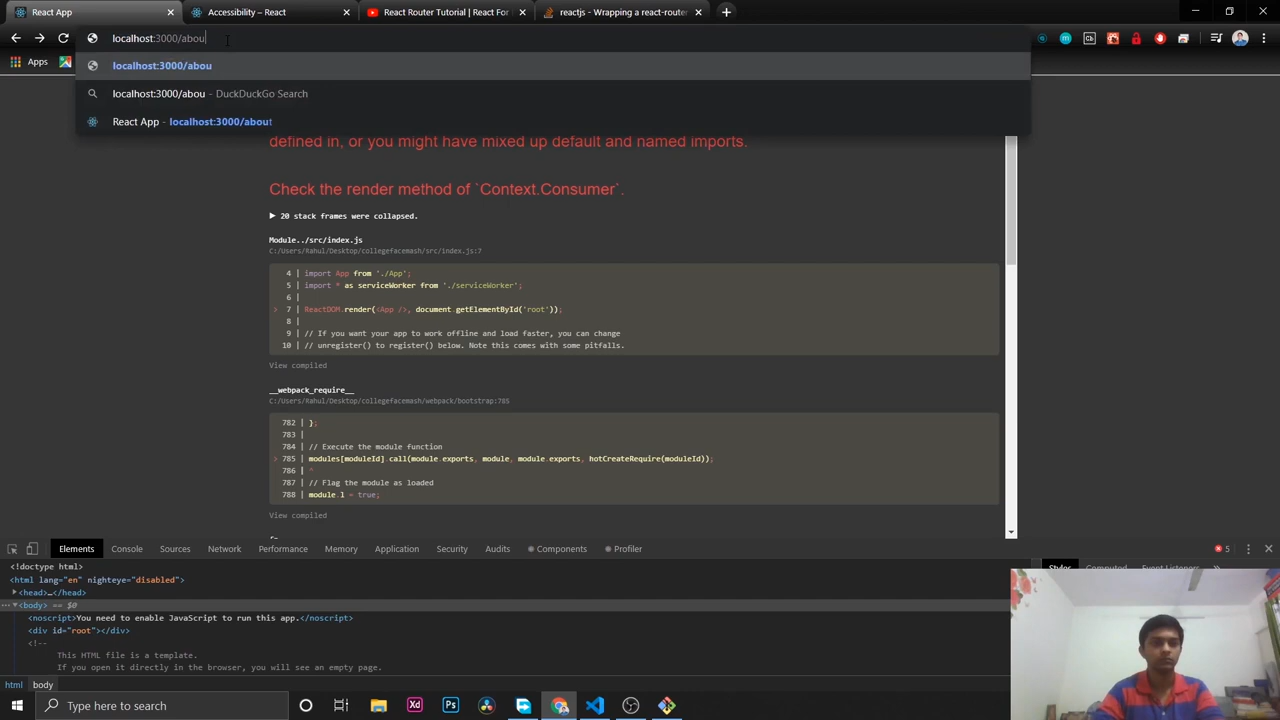 React App
Accessibility – React
React Router Tutorial | React For
reactjs - Wrapping a react-router
localhost:3000/abou
Apps
localhost:3000/abou
localhost:3000/abou - DuckDuckGo Search
React App - localhost:3000/about
defined in, or you might have mixed up default and named imports.
Check the render method of `Context.Consumer`.
20 stack frames were collapsed.
Module../src/index.js
C:/Users/Rahul/Desktop/collegefacemash/src/index.js:7
4 | import App from './App';
5 | import * as serviceWorker from './serviceWorker';
6 |
> 7 | ReactDOM.render(<App />, document.getElementById('root'));
8 |
9 | // If you want your app to work offline and load faster, you can change
10 | // unregister() to register() below. Note this comes with some pitfalls.
View compiled
__webpack_require__
C:/Users/Rahul/Desktop/collegefacemash/webpack/bootstrap:785
782 | };
783 |
784 | // Execute the module function
> 785 | modules[moduleId].call(module.exports, module, module.exports, hotCreateRequire(moduleId));
786 | ^
787 | // Flag the module as loaded
788 | module.l = true;
View compiled
Elements Console Sources Network Performance Memory Application Security Audits Components Profiler 5
<!doctype html>
<html lang="en" nighteye="disabled">
<head>…</head>
<body> == $0
<noscript>You need to enable JavaScript to run this app.</noscript>
<div id="root"></div>
<!--
This HTML file is a template.
If you open it directly in the browser, you will see an empty page.
html body
Type here to search